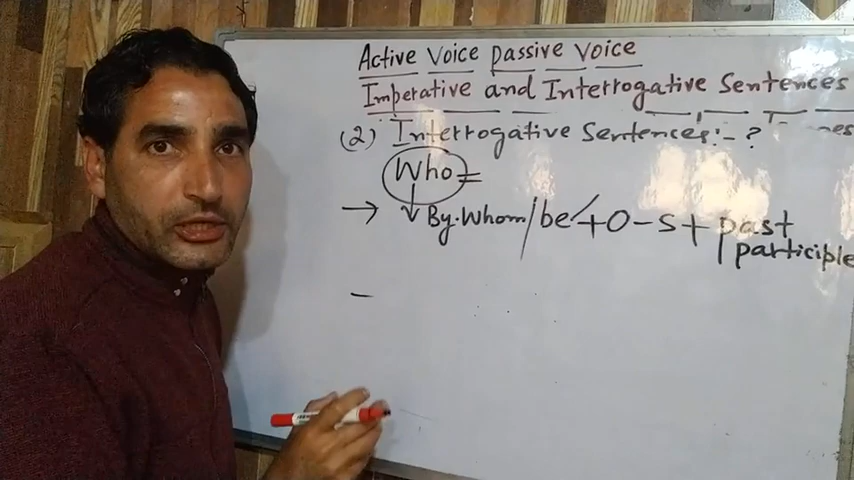 Active Voice Passive Voice
Imperative and Interrogative Sentences
(2) Interrogative Sentences:- ?
Who =
→ By.Whom/be + O - S + past
participle
-